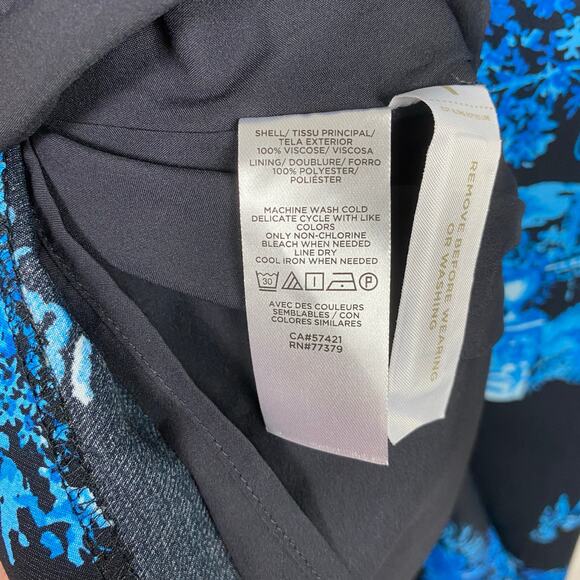 SHELL/ TISSU PRINCIPAL/
TELA EXTERIOR
100% VISCOSE/ VISCOSA
LINING/ DOUBLURE/ FORRO
100% POLYESTER/
POLIÉSTER
MACHINE WASH COLD
DELICATE CYCLE WITH LIKE
COLORS
ONLY NON-CHLORINE
BLEACH WHEN NEEDED
LINE DRY
COOL IRON WHEN NEEDED
30
P
AVEC DES COULEURS
SEMBLABLES / CON
COLORES SIMILARES
CA#57421
RN#77379
REMOVE BEFORE WEARING
OR WASHING